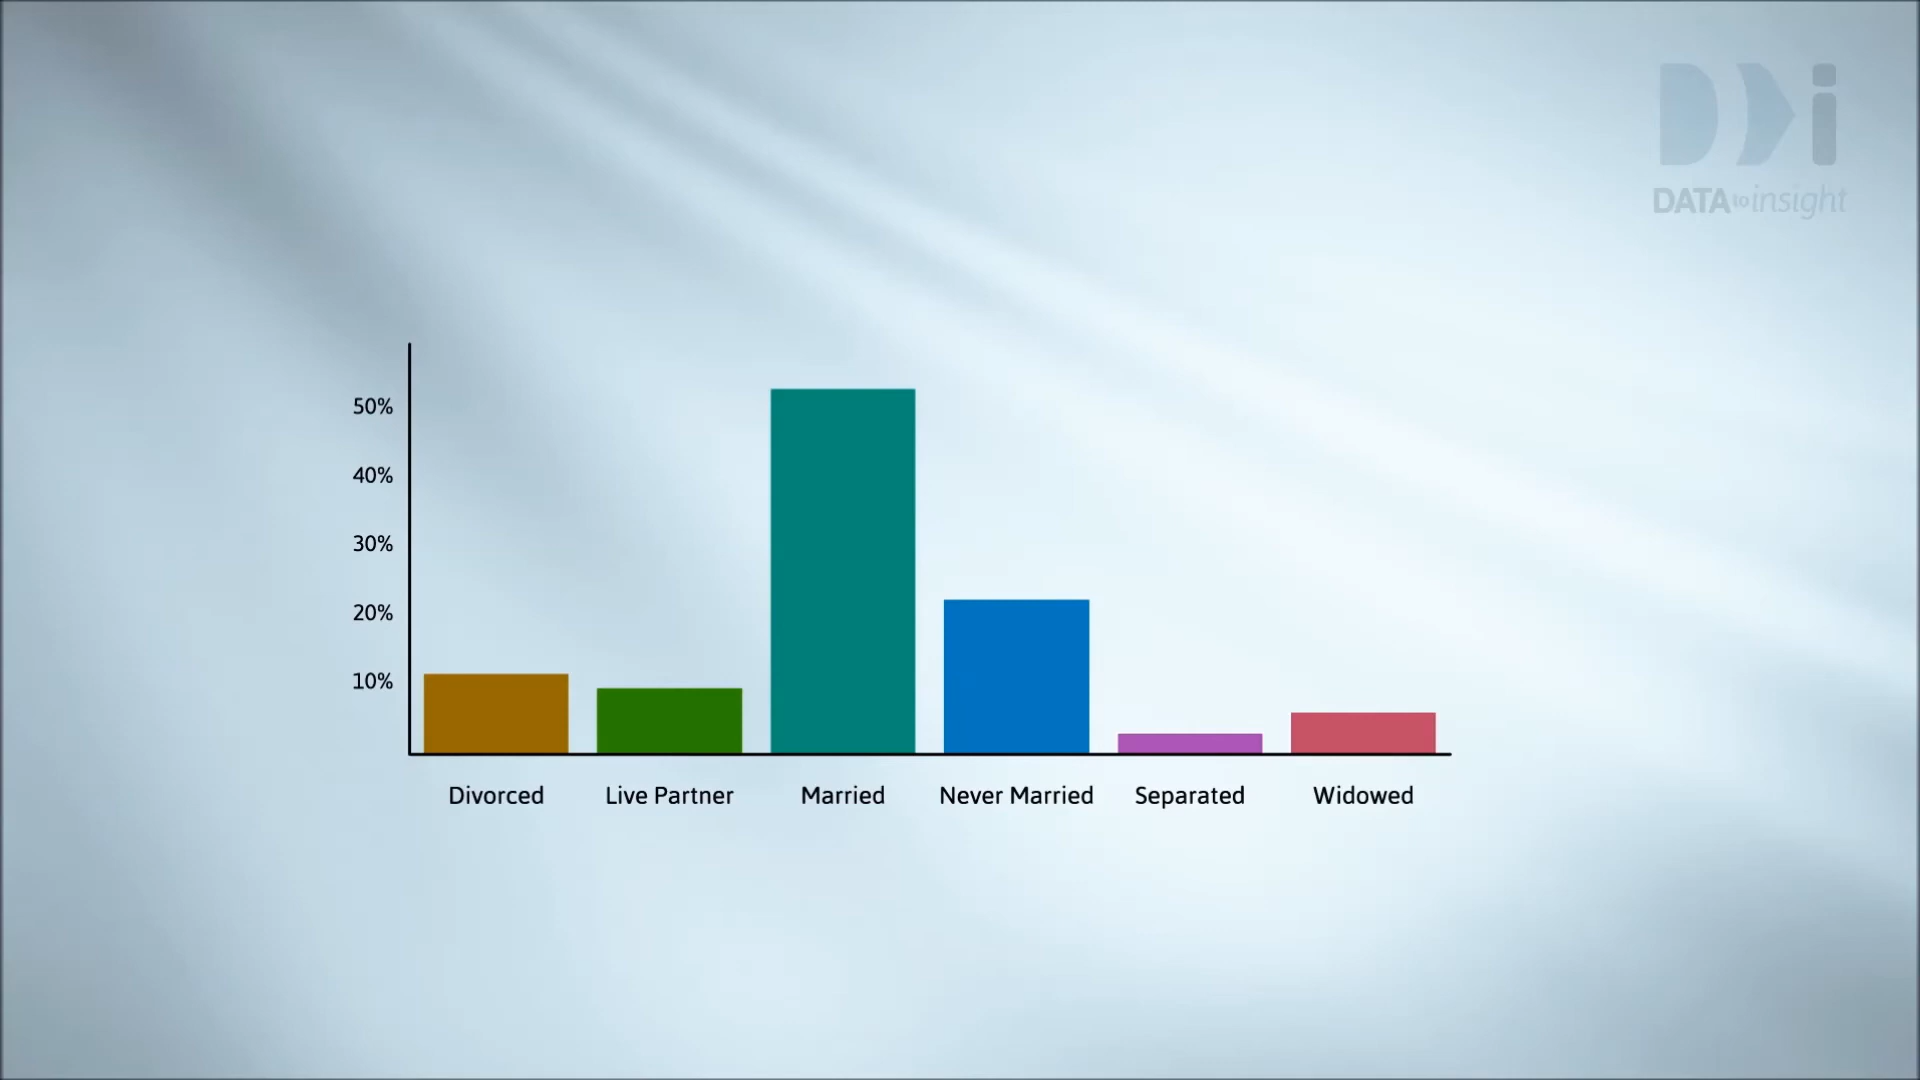 DATA to insight
50%
40%
30%
20%
10%
Divorced Live Partner Married Never Married Separated Widowed